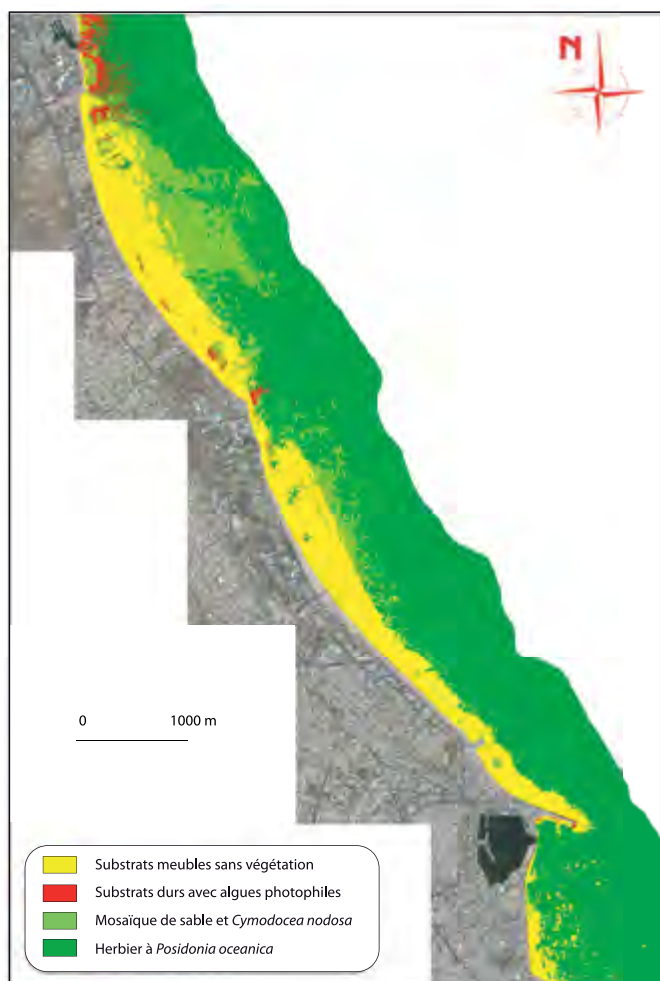 N
0 1000 m
Substrats meubles sans végétation
Substrats durs avec algues photophiles
Mosaïque de sable et Cymodocea nodosa
Herbier à Posidonia oceanica